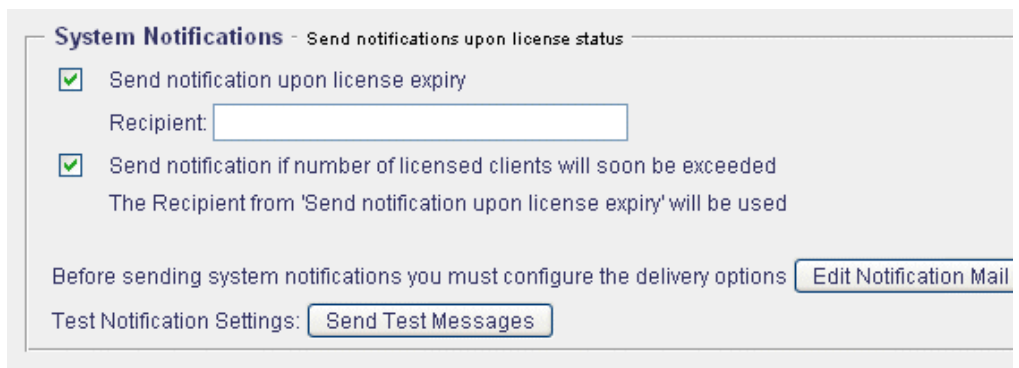 System Notifications - Send notifications upon license status
Send notification upon license expiry
Recipient:
Send notification if number of licensed clients will soon be exceeded
The Recipient from 'Send notification upon license expiry' will be used
Before sending system notifications you must configure the delivery options Edit Notification Mail
Test Notification Settings: Send Test Messages